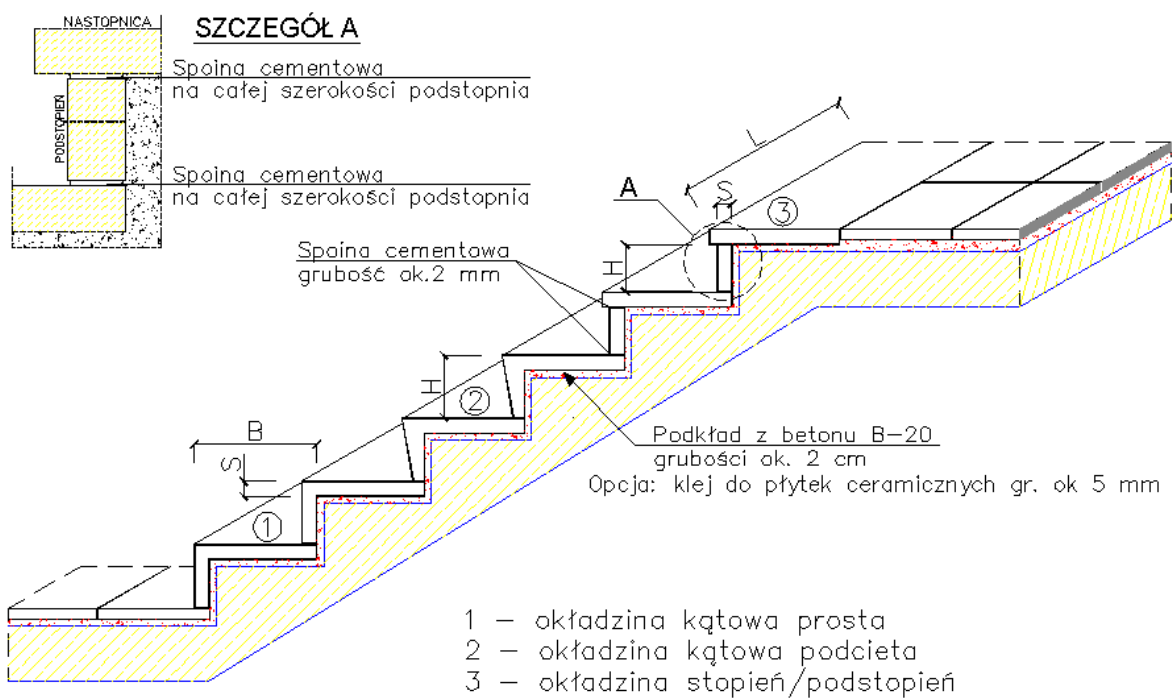 NASTOPNICA
SZCZEGÓŁ A
Spoina cementowa
na całej szerokości podstopnia
PODSTOPIEŃ
Spoina cementowa
na całej szerokości podstopnia
L
A
S
3
Spoina cementowa
grubość ok.2 mm
H
H
2
B
S
1
Podkład z betonu B-20
grubości ok. 2 cm
Opcja: klej do płytek ceramicznych gr. ok 5 mm
1 - okładzina kątowa prosta
2 - okładzina kątowa podcieta
3 - okładzina stopień/podstopień